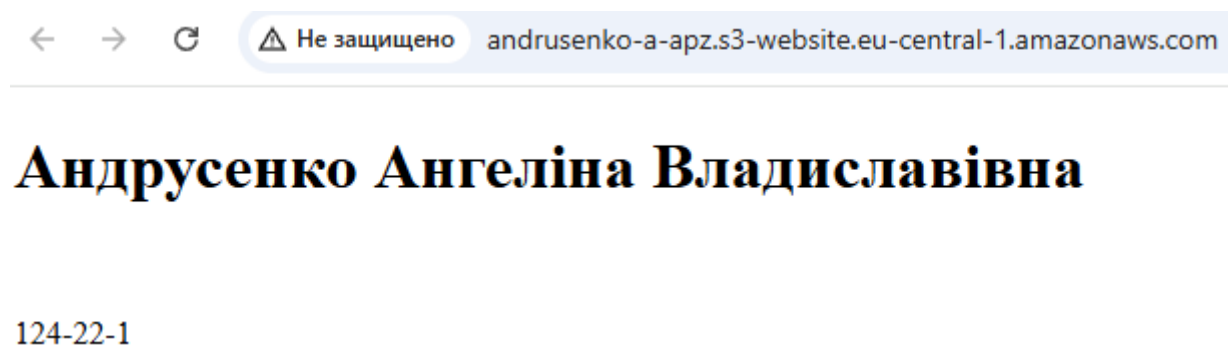 Не защищено andrusenko-a-apz.s3-website.eu-central-1.amazonaws.com
Андрусенко Ангеліна Владиславівна
124-22-1